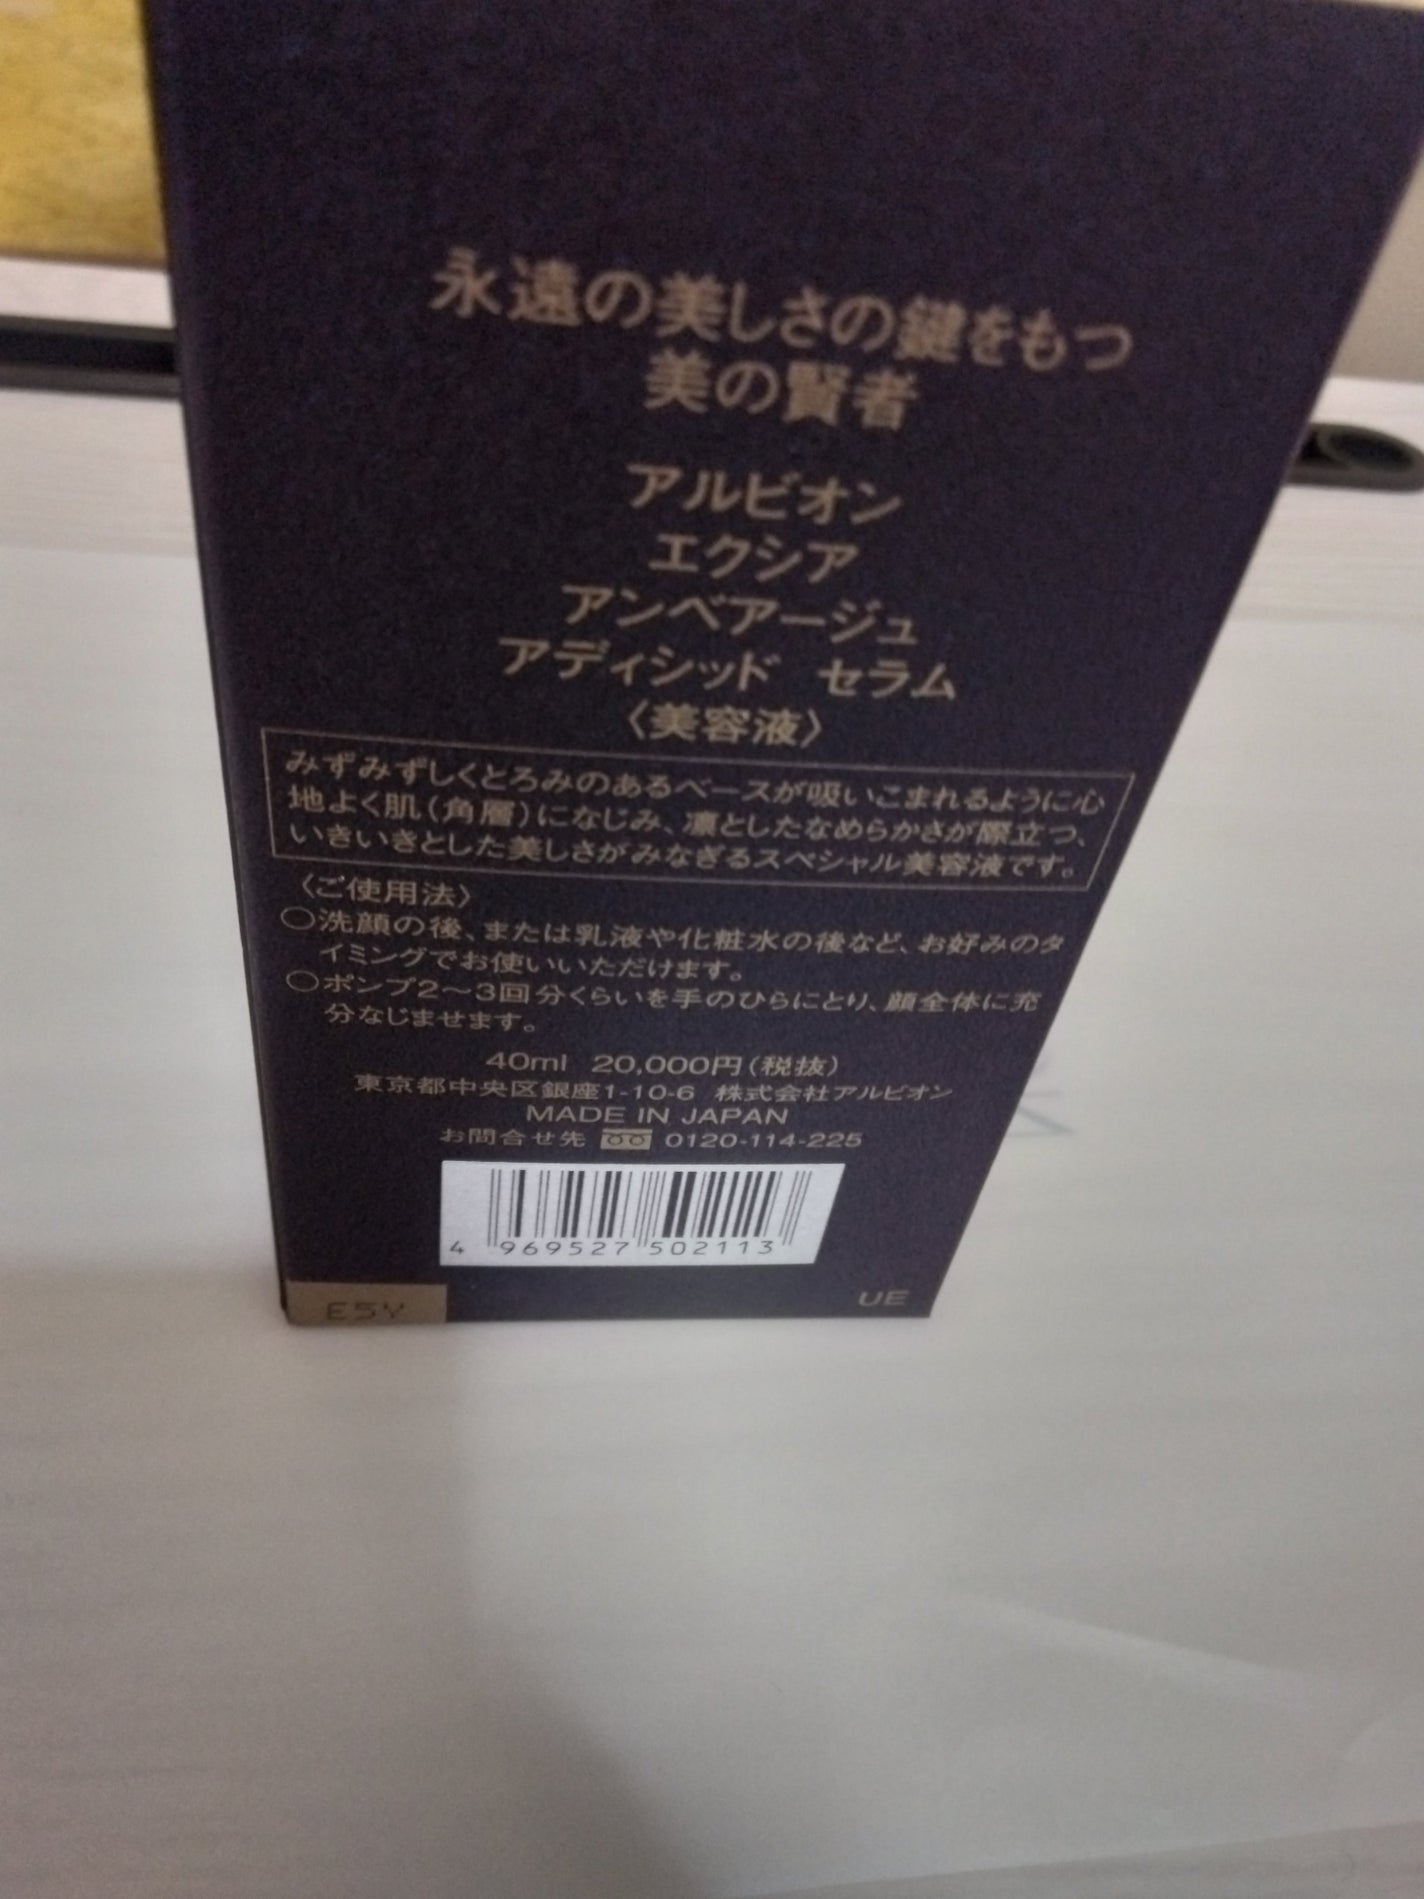 永遠の美しさの鍵をもつ
美の賢者
アルビオン
エクシア
アンベアージュ
アディシッド セラム
〈美容液〉
みずみずしくとろみのあるベースが吸いこまれるように心
地よく肌(角層)になじみ、凛としたなめらかさが際立つ、
いきいきとした美しさがみなぎるスペシャル美容液です。
〈ご使用法〉
○洗顔の後、または乳液や化粧水の後など、お好みのタ
イミングでお使いいただけます。
○ポンプ2〜3回分くらいを手のひらにとり、顔全体に充
分なじませます。
40ml 20,000円(税抜)
東京都中央区銀座1-10-6 株式会社アルビオン
MADE IN JAPAN
お問合せ先 0120-114-225
4 969527 502113
E5Y
UE